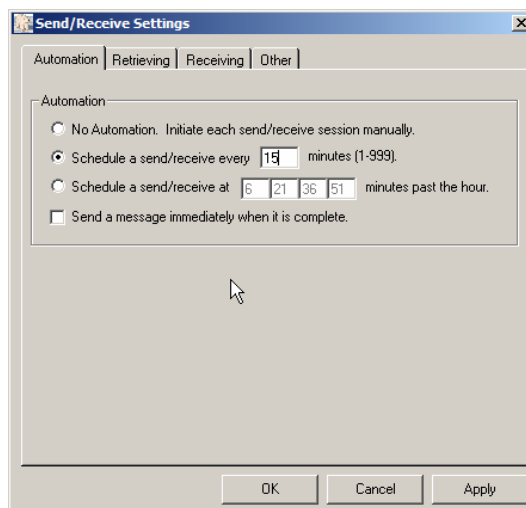 Send/Receive Settings
Automation Retrieving Receiving Other
Automation
No Automation. Initiate each send/receive session manually.
Schedule a send/receive every 15 minutes (1-999).
Schedule a send/receive at 6 21 36 51 minutes past the hour.
Send a message immediately when it is complete.
OK Cancel Apply